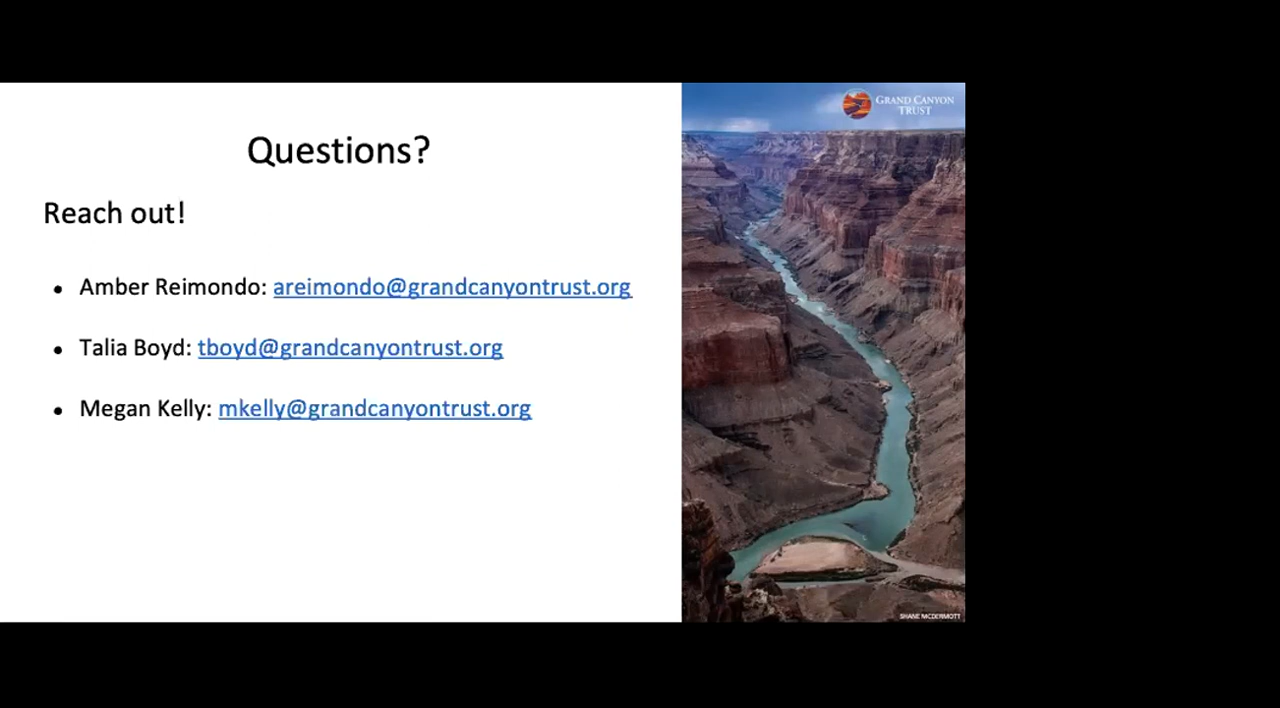 Questions?
Reach out!
• Amber Reimondo: areimondo@grandcanyontrust.org
• Talia Boyd: tboyd@grandcanyontrust.org
• Megan Kelly: mkelly@grandcanyontrust.org
GRAND CANYON
TRUST
SHANE MCDERMOTT